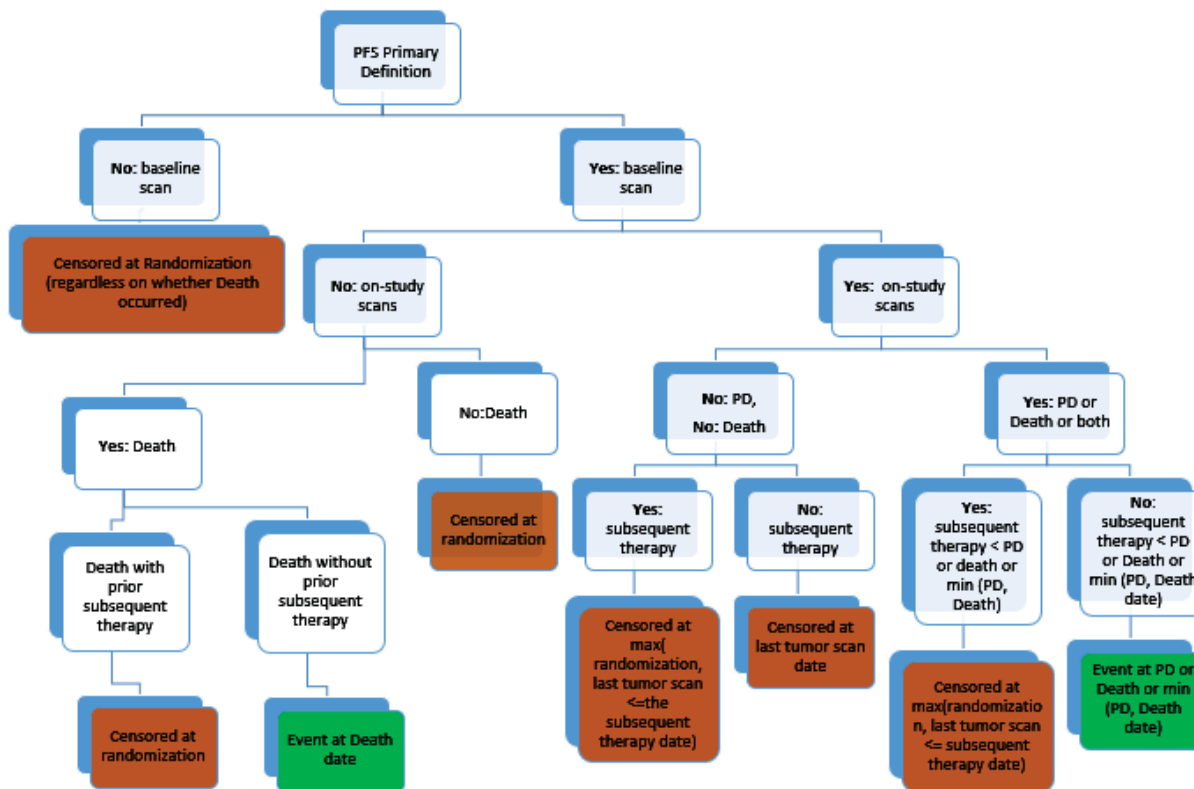 PFS Primary
Definition
No: baseline
scan
Yes: baseline
scan
Censored at Randomization
(regardless on whether Death
occurred)
No: on-study
scans
Yes: on-study
scans
Yes: Death
No:Death
No: PD,
No: Death
Yes: PD or
Death or both
Death with
prior
subsequent
therapy
Death without
prior
subsequent
therapy
Censored at
randomization
Yes:
subsequent
therapy
No:
subsequent
therapy
Yes:
subsequent
therapy < PD
or death or
min (PD,
Death)
No:
subsequent
therapy < PD
or Death or
min (PD, Death
date)
Censored at
randomization
Event at Death
date
Censored at
max(
randomization,
last tumor scan
<=the
subsequent
therapy date)
Censored at
last tumor scan
date
Censored at
max(randomizatio
n, last tumor scan
<= subsequent
therapy date)
Event at PD or
Death or min
(PD, Death
date)